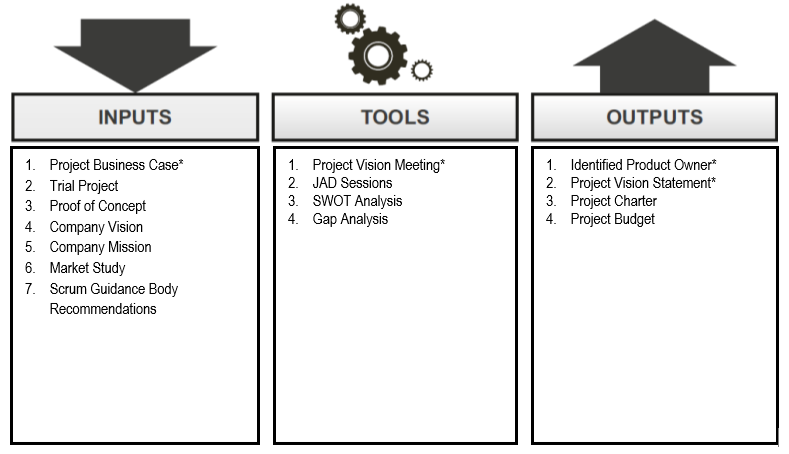 INPUTS
1. Project Business Case*
2. Trial Project
3. Proof of Concept
4. Company Vision
5. Company Mission
6. Market Study
7. Scrum Guidance Body
Recommendations
TOOLS
1. Project Vision Meeting*
2. JAD Sessions
3. SWOT Analysis
4. Gap Analysis
OUTPUTS
1. Identified Product Owner*
2. Project Vision Statement*
3. Project Charter
4. Project Budget